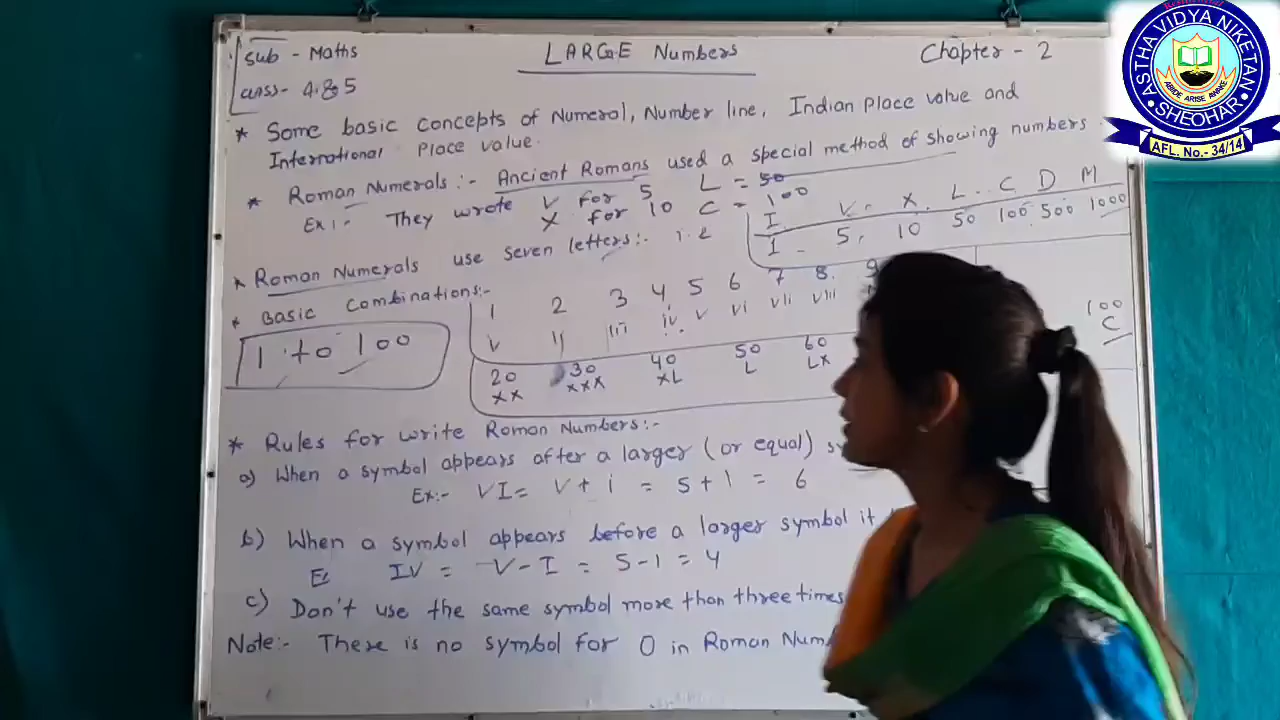 Sub - Maths
LARGE Numbers
Chapter - 2
Class - 4 & 5
* Some basic concepts of Numeral, Number line, Indian Place value and
International Place value.
* Roman Numerals :- Ancient Romans used a special method of showing numbers
Ex :- They wrote V for 5 L = 50
X for 10 C = 100
* Roman Numerals use seven letters:- i.e
I V X L C D M
1 5 10 50 100 500 1000
* Basic Combinations:-
1 to 100
1 2 3 4 5 6 7 8 9
ii iii iv v vi vii viii
20 30 40 50 60
XX XXX XL L LX
100
C
* Rules for write Roman Numbers:-
a) When a symbol appears after a larger (or equal)
Ex:- VI = V + i = 5 + 1 = 6
b) When a symbol appears before a larger symbol it
Ex IV = V - I = 5 - 1 = 4
c) Don't use the same symbol more than three times
Note:- There is no symbol for 0 in Roman
ASTHA VIDYA NIKETAN
ABIDE ARISE AWAKE
SHEOHAR
AFL. No.- 34/14